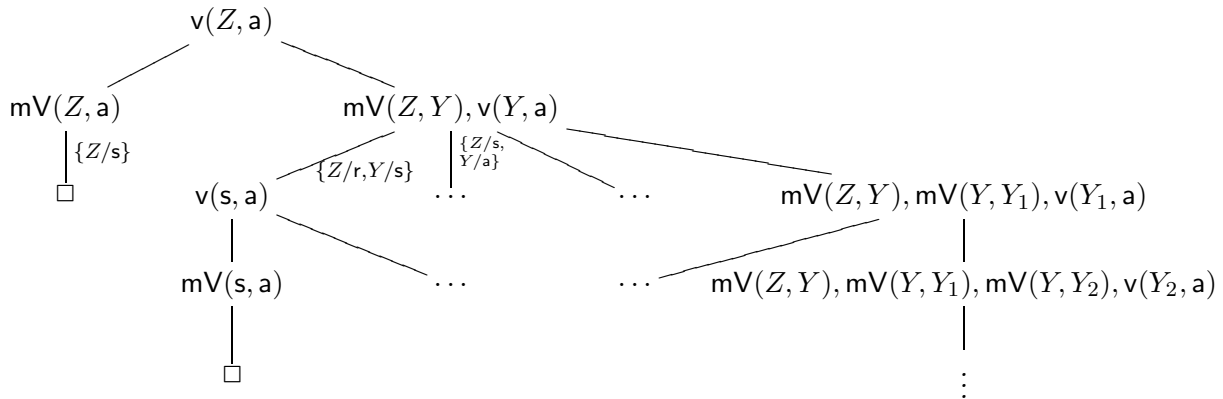 v(Z, a)
mV(Z, a)
mV(Z, Y), v(Y, a)
{Z/s}
{Z/r,Y/s}
{Z/s,
Y/a}
□
v(s, a)
...
...
mV(Z, Y), mV(Y, Y₁), v(Y₁, a)
mV(s, a)
...
...
mV(Z, Y), mV(Y, Y₁), mV(Y, Y₂), v(Y₂, a)
□
⋮